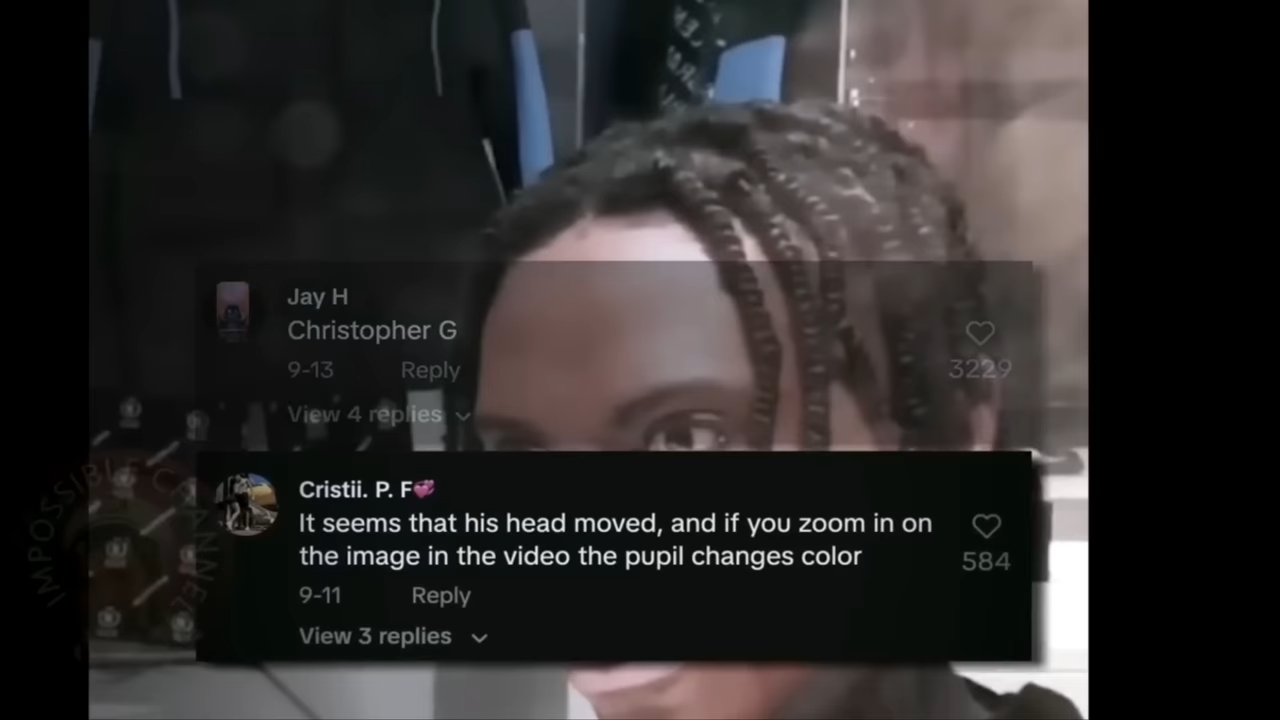 Jay H
Christopher G
9-13 Reply
3229
View 4 replies
Cristii. P. F💞
It seems that his head moved, and if you zoom in on
the image in the video the pupil changes color
584
9-11 Reply
View 3 replies
IMPOSSIBLE CHANNEL